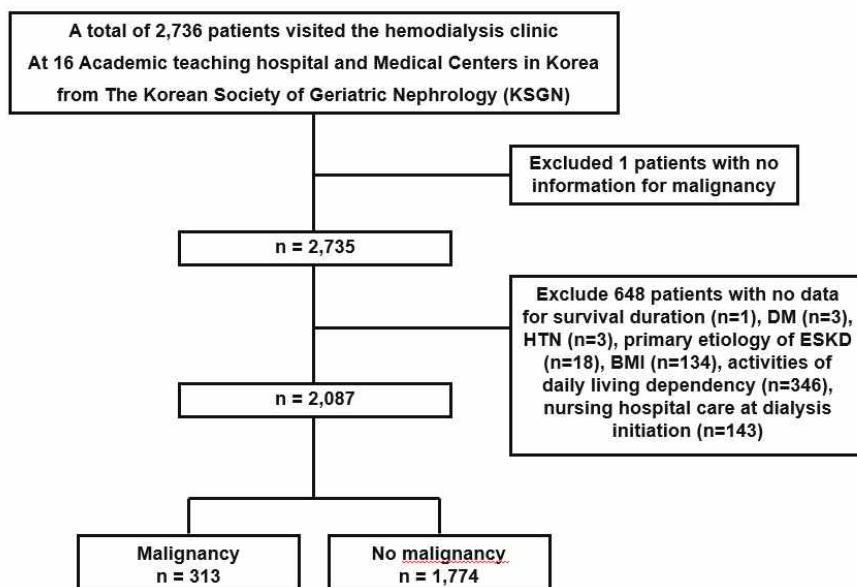 A total of 2,736 patients visited the hemodialysis clinic
At 16 Academic teaching hospital and Medical Centers in Korea
from The Korean Society of Geriatric Nephrology (KSGN)
Excluded 1 patients with no
information for malignancy
n = 2,735
Exclude 648 patients with no data
for survival duration (n=1), DM (n=3),
HTN (n=3), primary etiology of ESKD
(n=18), BMI (n=134), activities of
daily living dependency (n=346),
nursing hospital care at dialysis
initiation (n=143)
n = 2,087
Malignancy
n = 313
No malignancy
n = 1,774